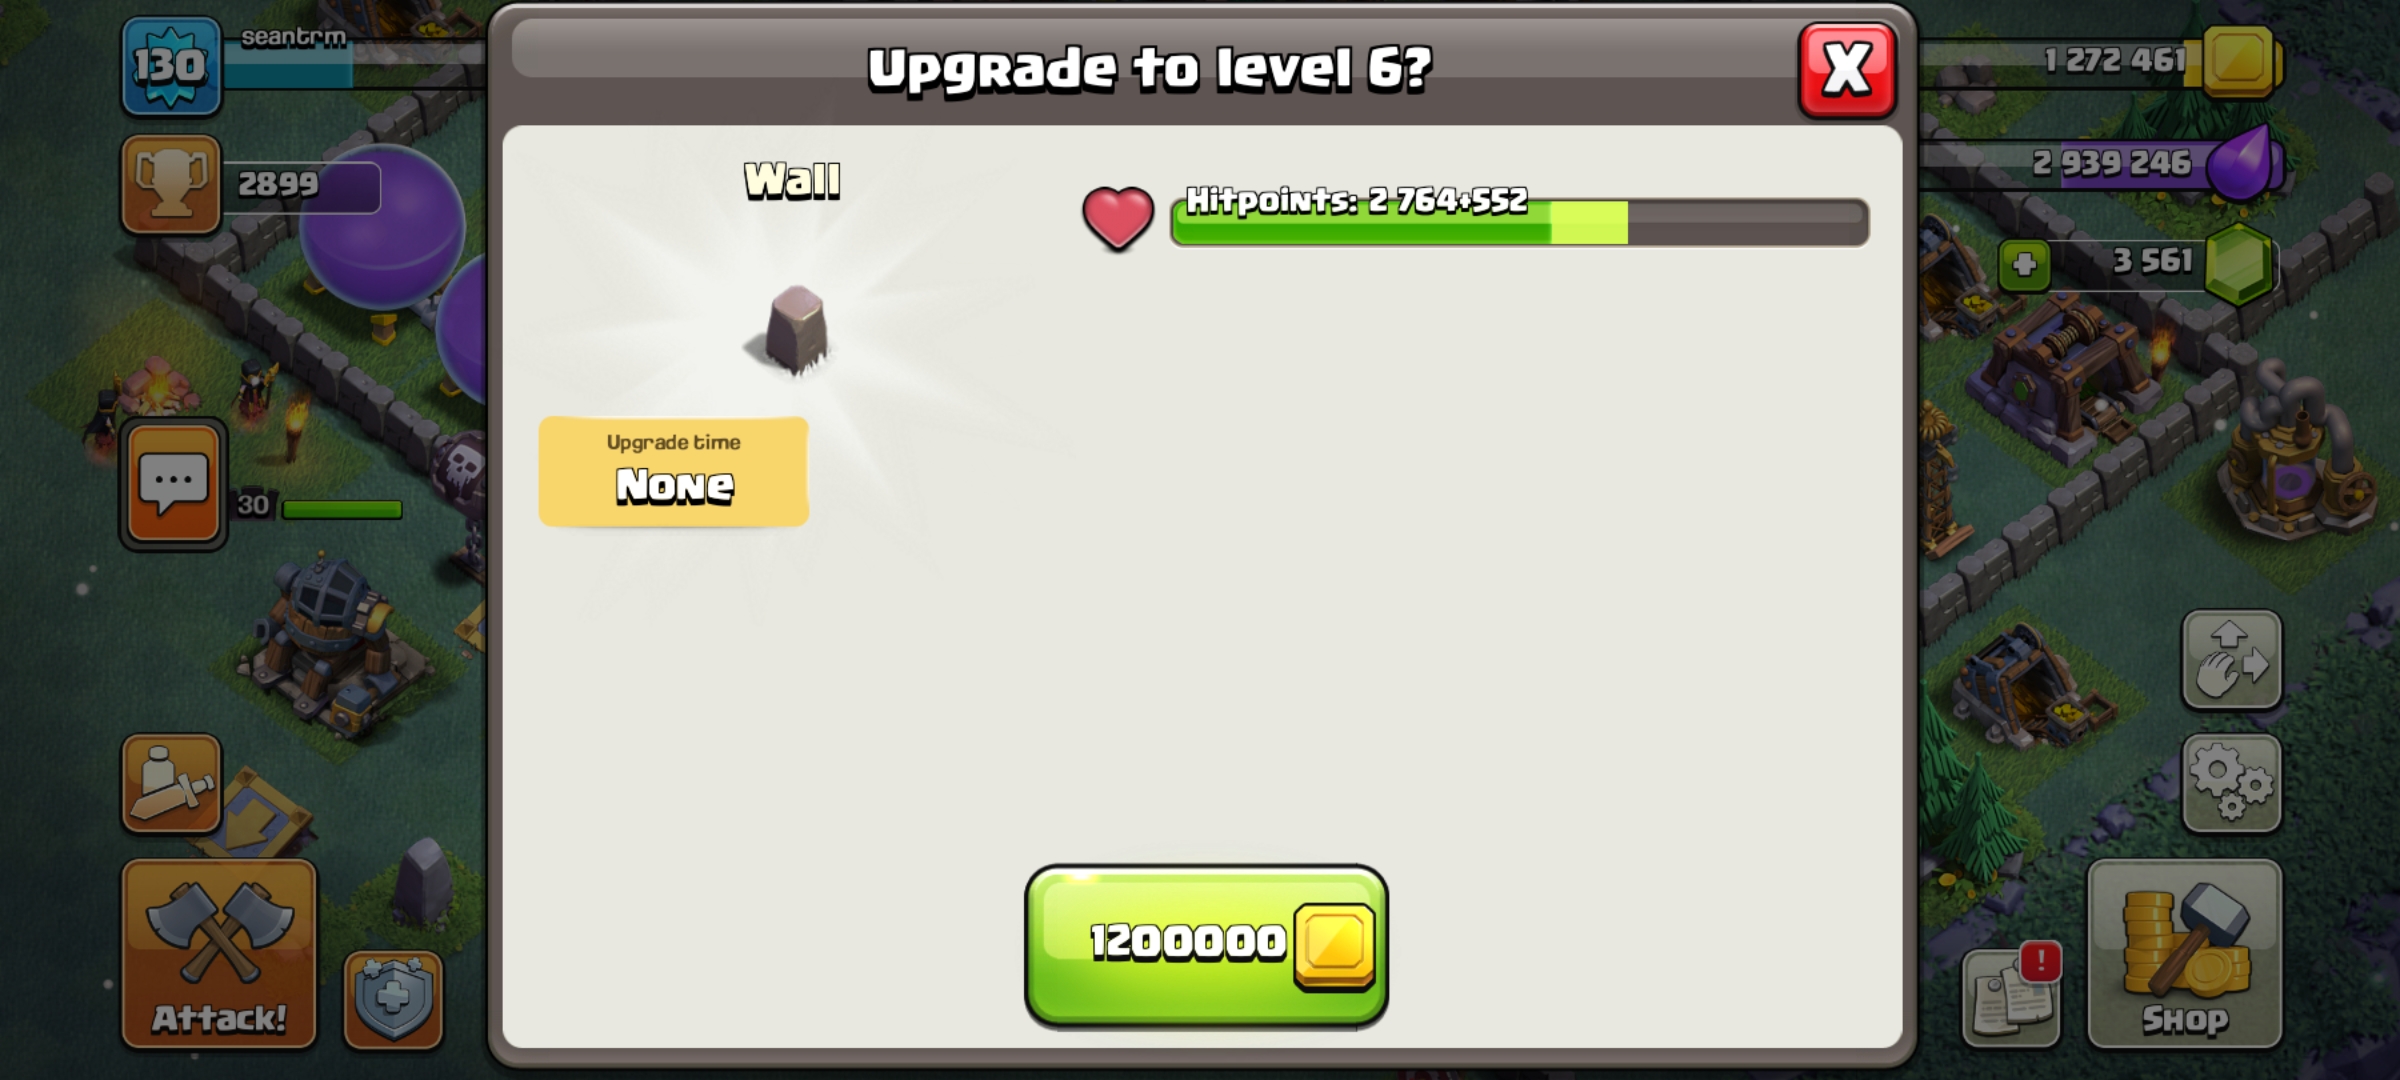 130
seantrm
Upgrade to level 6?
X
1 272 461
Wall
Hitpoints: 2 764+552
2899
2 939 246
3 561
Upgrade time
None
30
1200000
!
Attack!
Shop